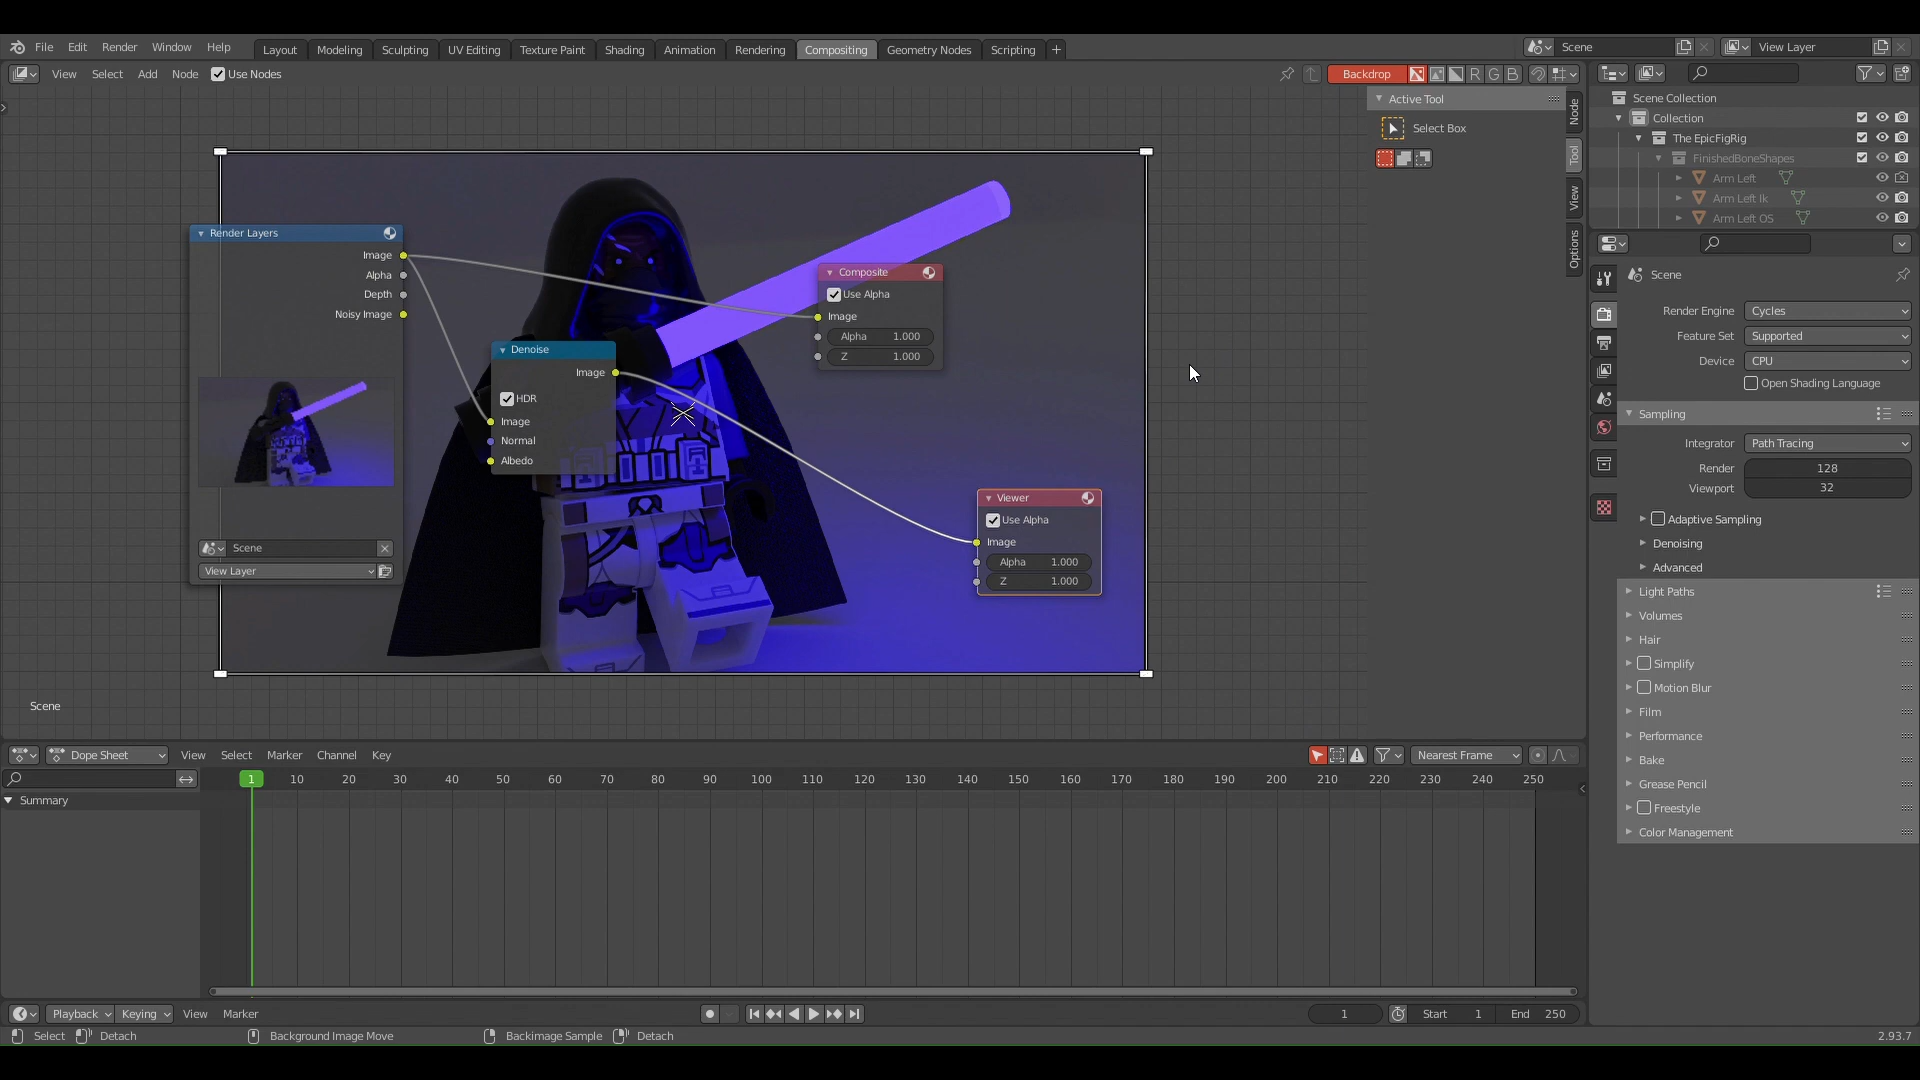 File Edit Render Window Help Layout Modeling Sculpting UV Editing Texture Paint Shading Animation Rendering Compositing Geometry Nodes Scripting + Scene View Layer
View Select Add Node Use Nodes Backdrop R G B
Active Tool
Select Box
Node
Tool
View
Options
Scene Collection
Collection
The EpicFigRig
FinishedBoneShapes
Arm Left
Arm Left Ik
Arm Left OS
Render Layers
Image
Alpha
Depth
Noisy Image
Scene
View Layer
Denoise
Image
HDR
Image
Normal
Albedo
Composite
Use Alpha
Image
Alpha 1.000
Z 1.000
Viewer
Use Alpha
Image
Alpha 1.000
Z 1.000
Scene
Scene
Render Engine Cycles
Feature Set Supported
Device CPU
Open Shading Language
Sampling
Integrator Path Tracing
Render 128
Viewport 32
Adaptive Sampling
Denoising
Advanced
Light Paths
Volumes
Hair
Simplify
Motion Blur
Film
Performance
Bake
Grease Pencil
Freestyle
Color Management
Dope Sheet View Select Marker Channel Key Nearest Frame
1 10 20 30 40 50 60 70 80 90 100 110 120 130 140 150 160 170 180 190 200 210 220 230 240 250
Summary
Playback Keying View Marker 1 Start 1 End 250
Select Detach Background Image Move Backimage Sample Detach 2.93.7